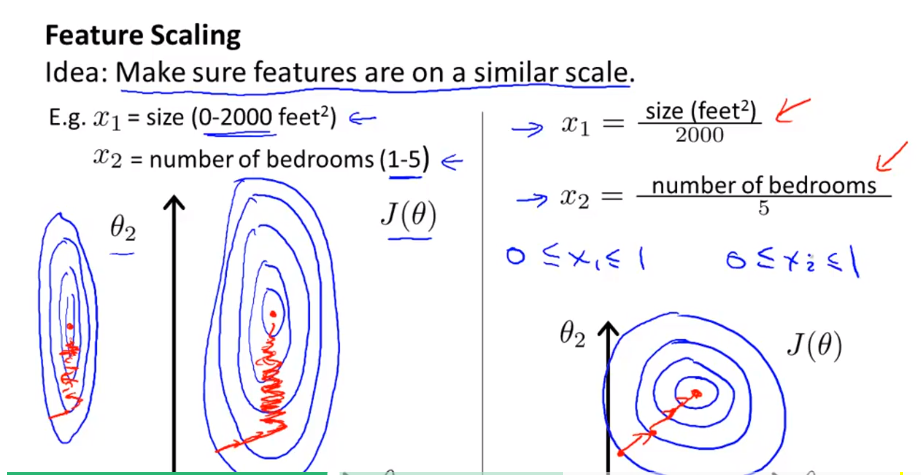 Feature Scaling
Idea: Make sure features are on a similar scale.
E.g. x₁ = size (0-2000 feet²) ←
x₂ = number of bedrooms (1-5) ←
θ₂
J(θ)
→ x₁ = size (feet²) / 2000
→ x₂ = number of bedrooms / 5
0 ≤ x₁ ≤ 1 0 ≤ x₂ ≤ 1
θ₂
J(θ)